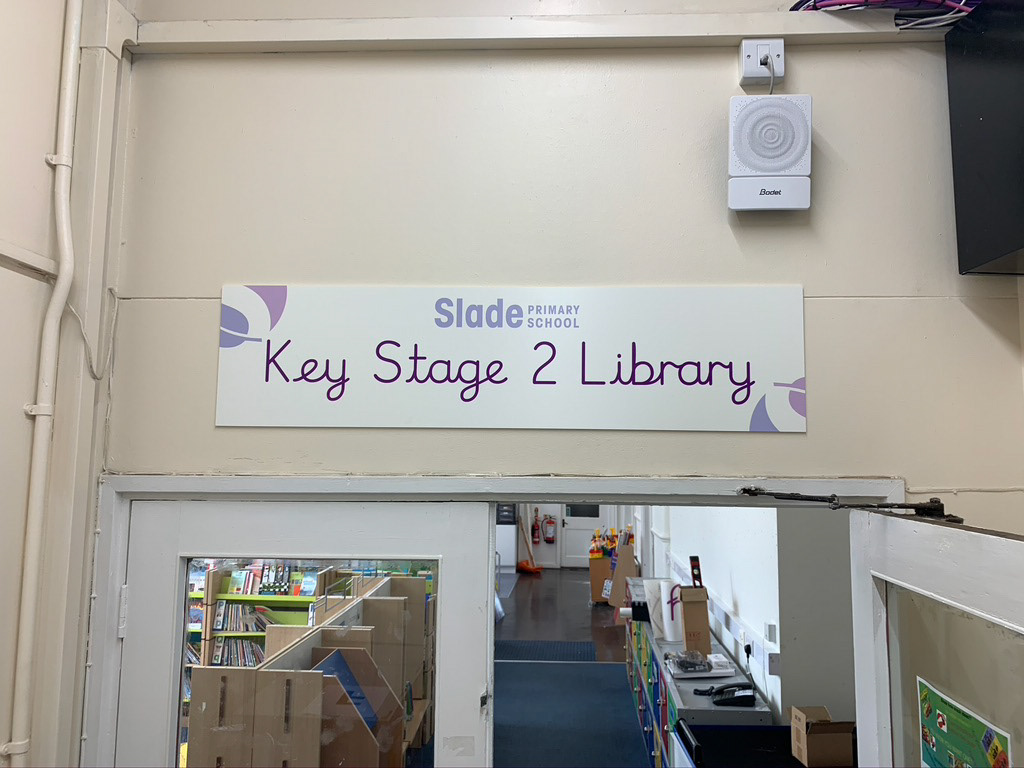 Bodet
Slade PRIMARY
SCHOOL
Key Stage 2 Library